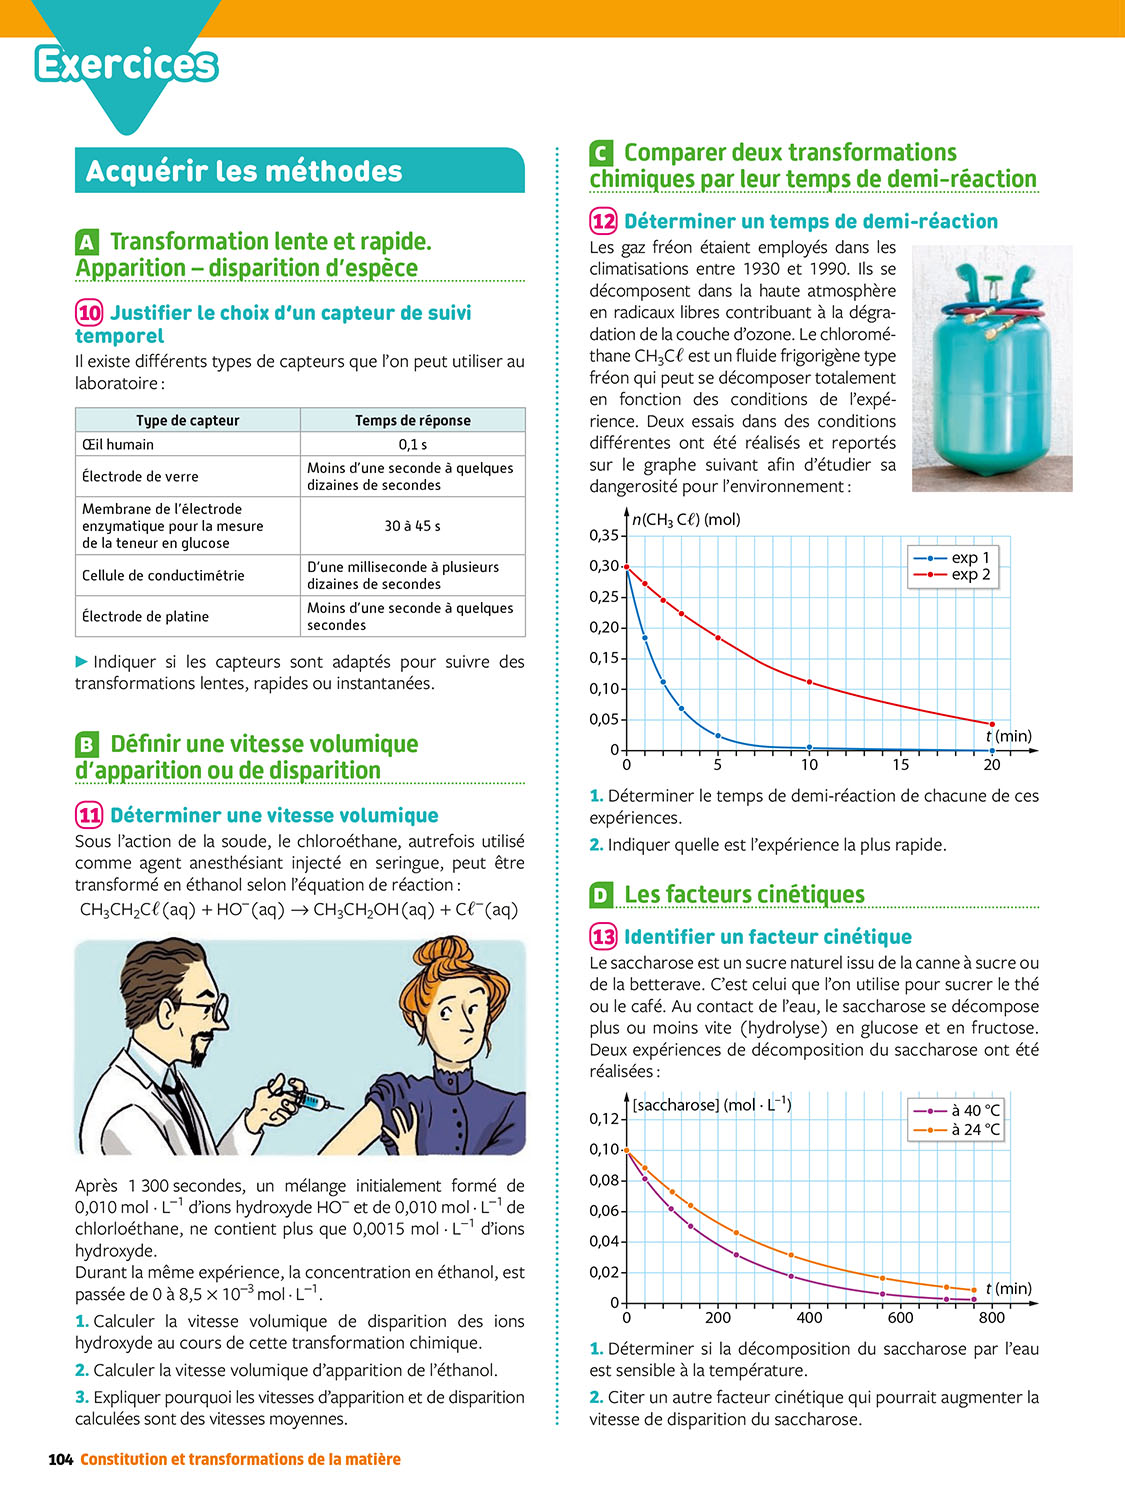 Exercices
Acquérir les méthodes
A Transformation lente et rapide.
Apparition – disparition d'espèce
10 Justifier le choix d'un capteur de suivi
temporel
Il existe différents types de capteurs que l'on peut utiliser au
laboratoire :
Type de capteur Temps de réponse
Œil humain 0,1 s
Électrode de verre Moins d'une seconde à quelques
dizaines de secondes
Membrane de l'électrode
enzymatique pour la mesure
de la teneur en glucose 30 à 45 s
Cellule de conductimétrie D'une milliseconde à plusieurs
dizaines de secondes
Électrode de platine Moins d'une seconde à quelques
secondes
▶ Indiquer si les capteurs sont adaptés pour suivre des
transformations lentes, rapides ou instantanées.
B Définir une vitesse volumique
d'apparition ou de disparition
11 Déterminer une vitesse volumique
Sous l'action de la soude, le chloroéthane, autrefois utilisé
comme agent anesthésiant injecté en seringue, peut être
transformé en éthanol selon l'équation de réaction :
CH₃CH₂Cℓ(aq) + HO⁻(aq) → CH₃CH₂OH(aq) + Cℓ⁻(aq)
Après 1 300 secondes, un mélange initialement formé de
0,010 mol · L⁻¹ d'ions hydroxyde HO⁻ et de 0,010 mol · L⁻¹ de
chlorloéthane, ne contient plus que 0,0015 mol · L⁻¹ d'ions
hydroxyde.
Durant la même expérience, la concentration en éthanol, est
passée de 0 à 8,5 × 10⁻³ mol · L⁻¹.
1. Calculer la vitesse volumique de disparition des ions
hydroxyde au cours de cette transformation chimique.
2. Calculer la vitesse volumique d'apparition de l'éthanol.
3. Expliquer pourquoi les vitesses d'apparition et de disparition
calculées sont des vitesses moyennes.
C Comparer deux transformations
chimiques par leur temps de demi-réaction
12 Déterminer un temps de demi-réaction
Les gaz fréon étaient employés dans les
climatisations entre 1930 et 1990. Ils se
décomposent dans la haute atmosphère
en radicaux libres contribuant à la dégra-
dation de la couche d'ozone. Le chloromé-
thane CH₃Cℓ est un fluide frigorigène type
fréon qui peut se décomposer totalement
en fonction des conditions de l'expé-
rience. Deux essais dans des conditions
différentes ont été réalisés et reportés
sur le graphe suivant afin d'étudier sa
dangerosité pour l'environnement :
n(CH₃ Cℓ) (mol)
0,35
0,30
0,25
0,20
0,15
0,10
0,05
0
exp 1
exp 2
t (min)
0 5 10 15 20
1. Déterminer le temps de demi-réaction de chacune de ces
expériences.
2. Indiquer quelle est l'expérience la plus rapide.
D Les facteurs cinétiques
13 Identifier un facteur cinétique
Le saccharose est un sucre naturel issu de la canne à sucre ou
de la betterave. C'est celui que l'on utilise pour sucrer le thé
ou le café. Au contact de l'eau, le saccharose se décompose
plus ou moins vite (hydrolyse) en glucose et en fructose.
Deux expériences de décomposition du saccharose ont été
réalisées :
[saccharose] (mol · L⁻¹)
0,12
0,10
0,08
0,06
0,04
0,02
0
à 40 °C
à 24 °C
t (min)
0 200 400 600 800
1. Déterminer si la décomposition du saccharose par l'eau
est sensible à la température.
2. Citer un autre facteur cinétique qui pourrait augmenter la
vitesse de disparition du saccharose.
104 Constitution et transformations de la matière